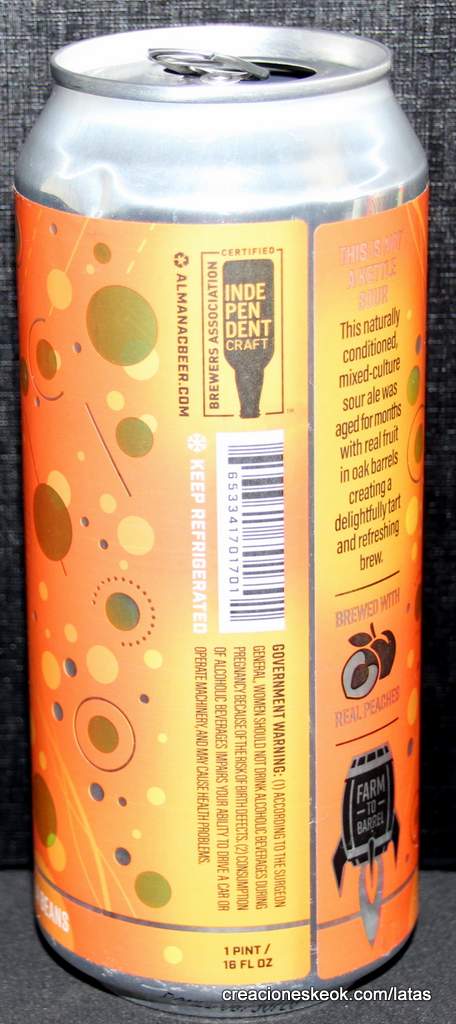 CERTIFIED
BREWERS ASSOCIATION
INDE
PEN
DENT
CRAFT
TM
ALMANACBEER.COM
KEEP REFRIGERATED
653341701701
GOVERNMENT WARNING: (1) ACCORDING TO THE SURGEON
GENERAL, WOMEN SHOULD NOT DRINK ALCOHOLIC BEVERAGES DURING
PREGNANCY BECAUSE OF THE RISK OF BIRTH DEFECTS. (2) CONSUMPTION
OF ALCOHOLIC BEVERAGES IMPAIRS YOUR ABILITY TO DRIVE A CAR OR
OPERATE MACHINERY, AND MAY CAUSE HEALTH PROBLEMS.
1 PINT /
16 FL OZ
BEANS
THIS IS NOT
A KETTLE
SOUR
This naturally
conditioned,
mixed-culture
sour ale was
aged for months
with real fruit
in oak barrels
creating a
delightfully tart
and refreshing
brew.
BREWED WITH
REAL PEACHES
FARM
TO
BARREL
creacioneskeok.com/latas